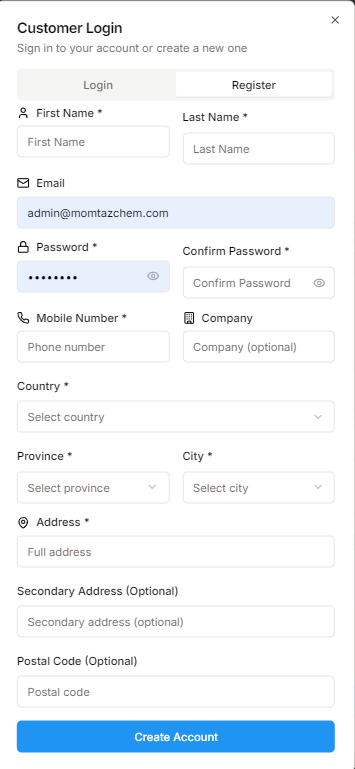 Customer Login
Sign in to your account or create a new one
Login Register
First Name * Last Name *
First Name Last Name
Email
admin@momtazchem.com
Password * Confirm Password *
•••••••• Confirm Password
Mobile Number * Company
Phone number Company (optional)
Country *
Select country
Province * City *
Select province Select city
Address *
Full address
Secondary Address (Optional)
Secondary address (optional)
Postal Code (Optional)
Postal code
Create Account